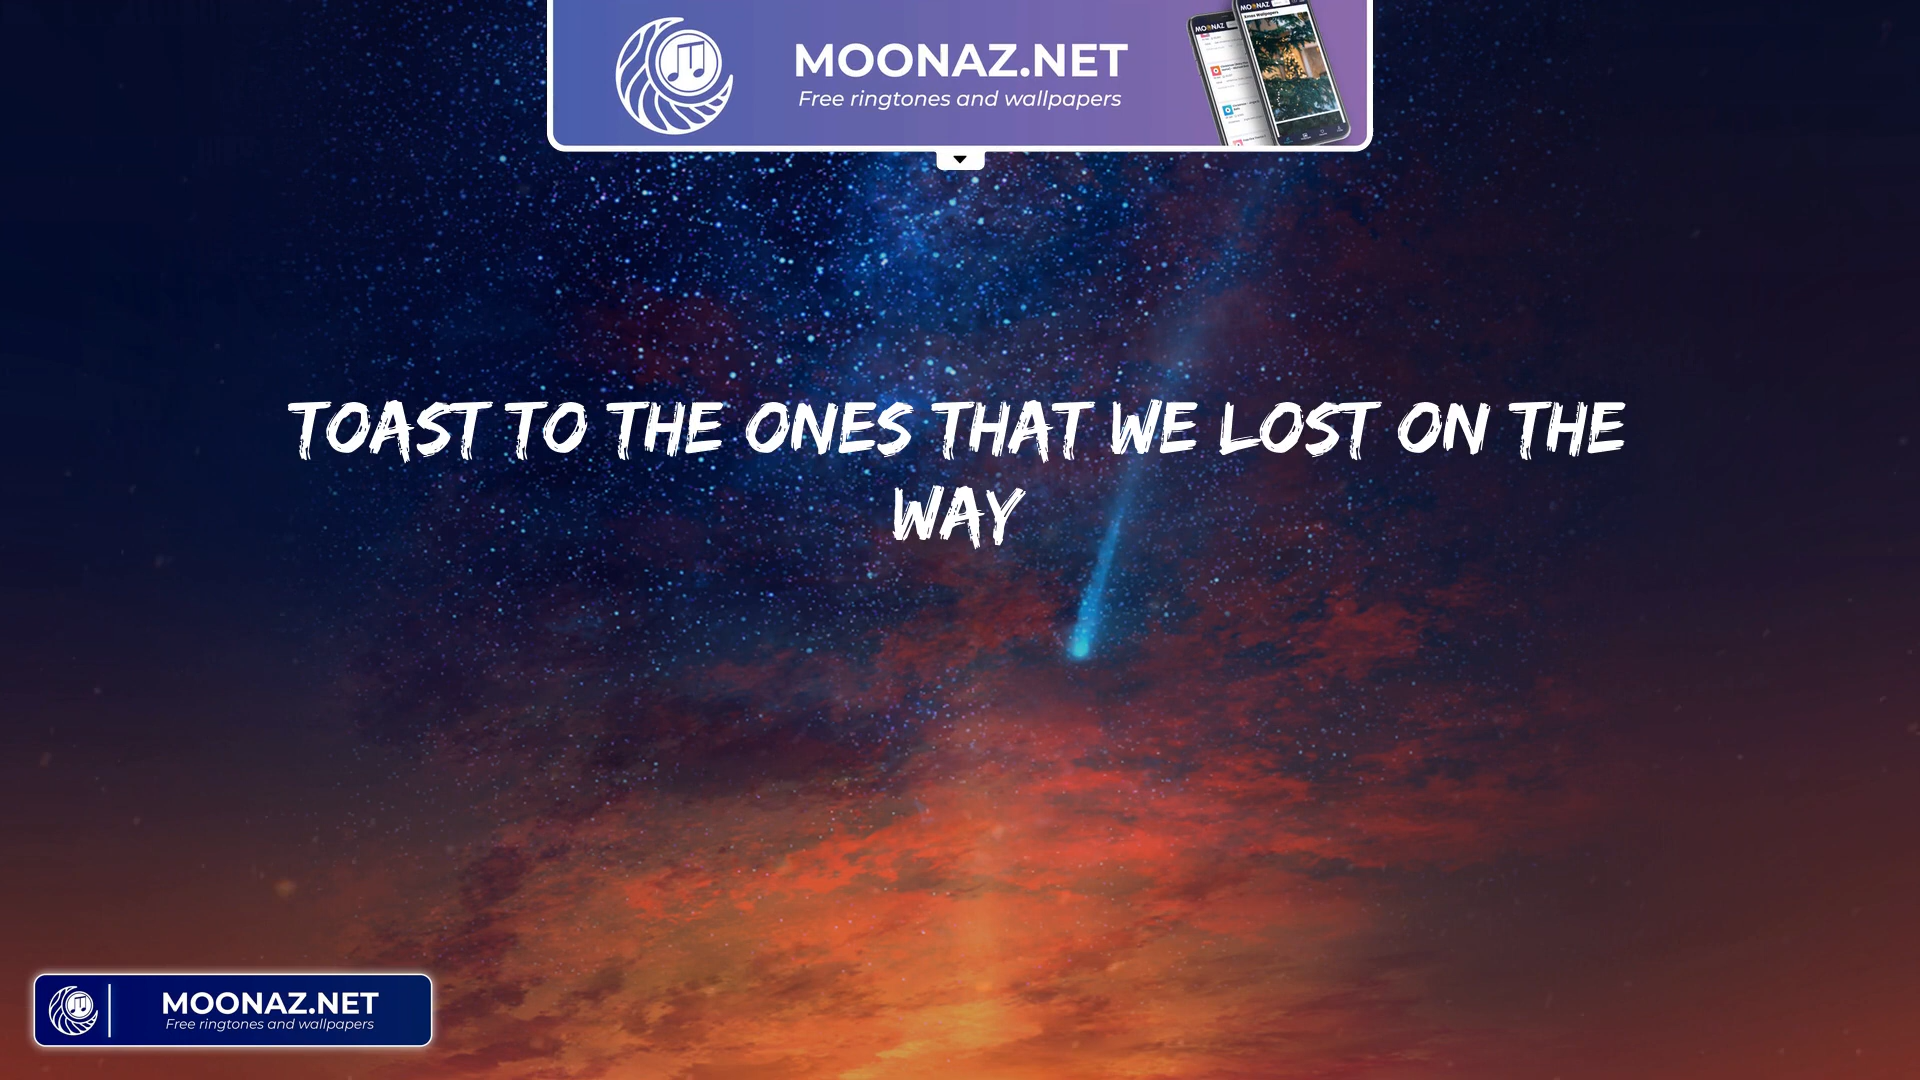 MOONAZ.NET
Free ringtones and wallpapers
TOAST TO THE ONES THAT WE LOST ON THE
WAY
MOONAZ.NET
Free ringtones and wallpapers